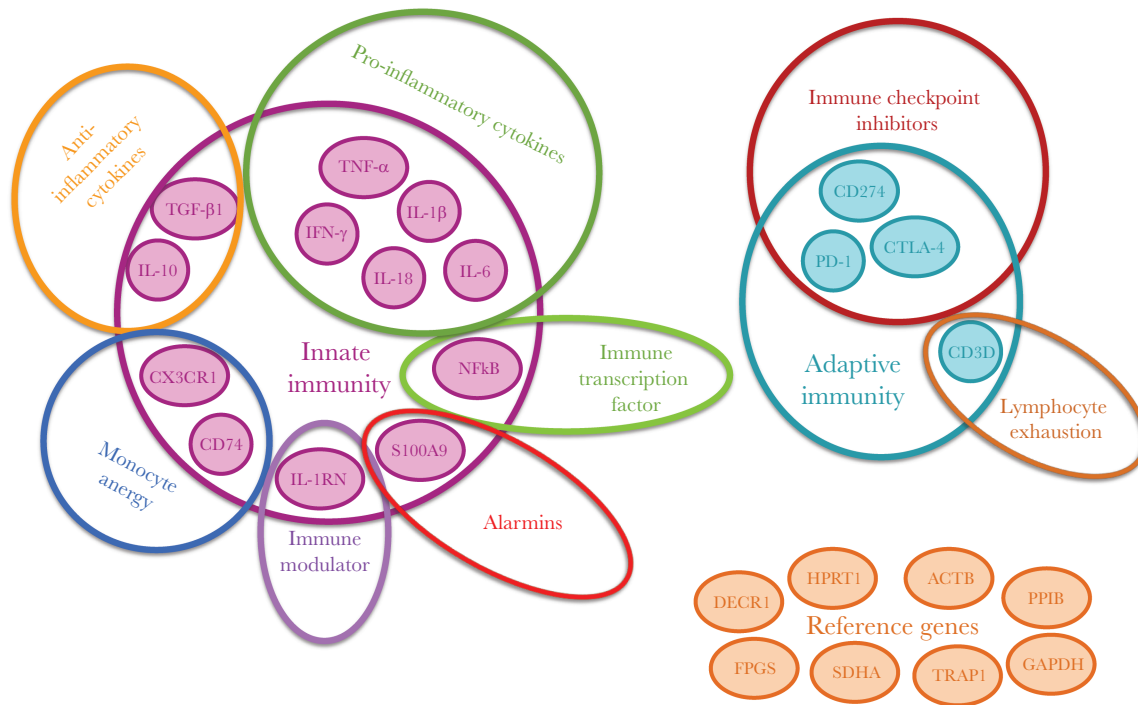 Anti-
inflammatory
cytokines
Pro-inflammatory cytokines
TGF-β1
IL-10
TNF-α
IL-1β
IFN-γ
IL-18
IL-6
Innate
immunity
NFkB
Immune
transcription
factor
CX3CR1
CD74
Monocyte
anergy
IL-1RN
Immune
modulator
S100A9
Alarmins
Immune checkpoint
inhibitors
CD274
CTLA-4
PD-1
Adaptive
immunity
CD3D
Lymphocyte
exhaustion
HPRT1
ACTB
DECR1
PPIB
Reference genes
FPGS
SDHA
TRAP1
GAPDH